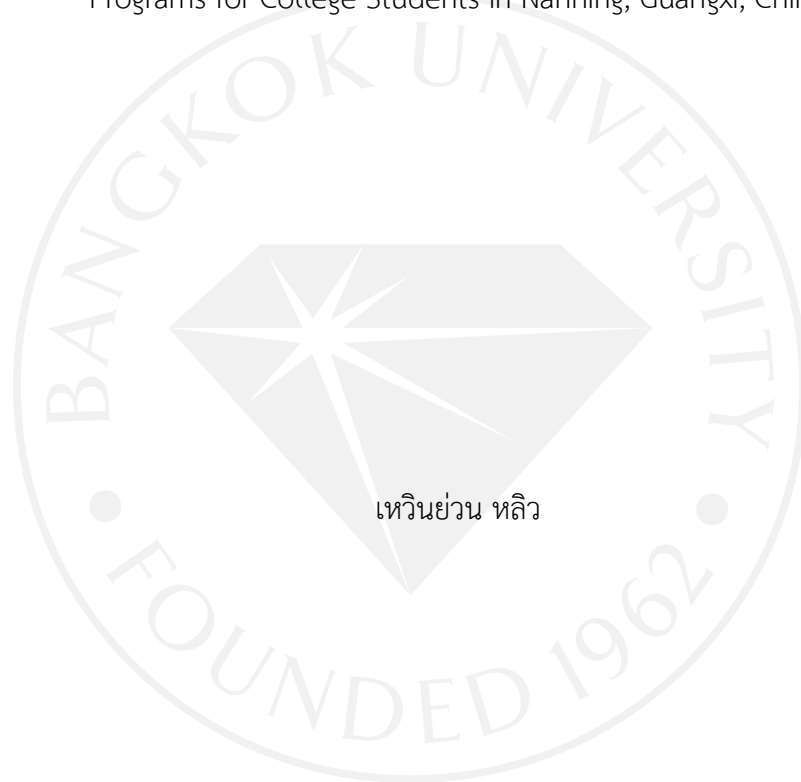 Programs for College Students in Nanning, Guangxi,
เหวินย่วน หลิว
BANGKOK UNIVERSITY
FOUNDED 1962